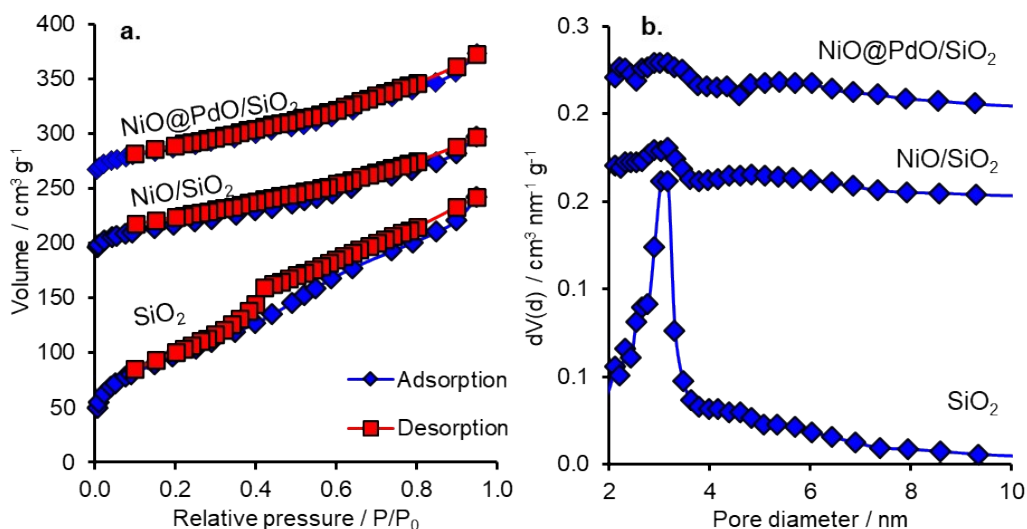 a.
400
350
300
250
200
150
100
50
0
Volume / cm³ g⁻¹
NiO@PdO/SiO₂
NiO/SiO₂
SiO₂
Adsorption
Desorption
0.0 0.2 0.4 0.6 0.8 1.0
Relative pressure / P/P₀
b.
0.3
0.2
0.2
0.1
0.1
0.0
dV(d) / cm³ nm⁻¹ g⁻¹
NiO@PdO/SiO₂
NiO/SiO₂
SiO₂
2 4 6 8 10
Pore diameter / nm